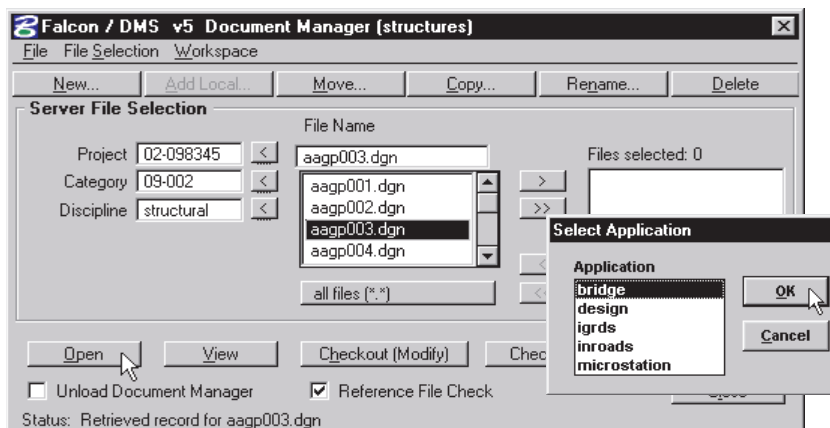 Falcon / DMS v5 Document Manager (structures)
File File Selection Workspace
New... Add Local... Move... Copy... Rename... Delete
Server File Selection
File Name
Project 02-098345 < aagp003.dgn Files selected: 0
Category 09-002 < aagp001.dgn >
Discipline structural < aagp002.dgn >>
aagp003.dgn
aagp004.dgn
all files (*.*)
Select Application
Application
bridge OK
design
igrds
inroads Cancel
microstation
Open View Checkout (Modify)
Unload Document Manager Reference File Check
Status: Retrieved record for aagp003.dgn